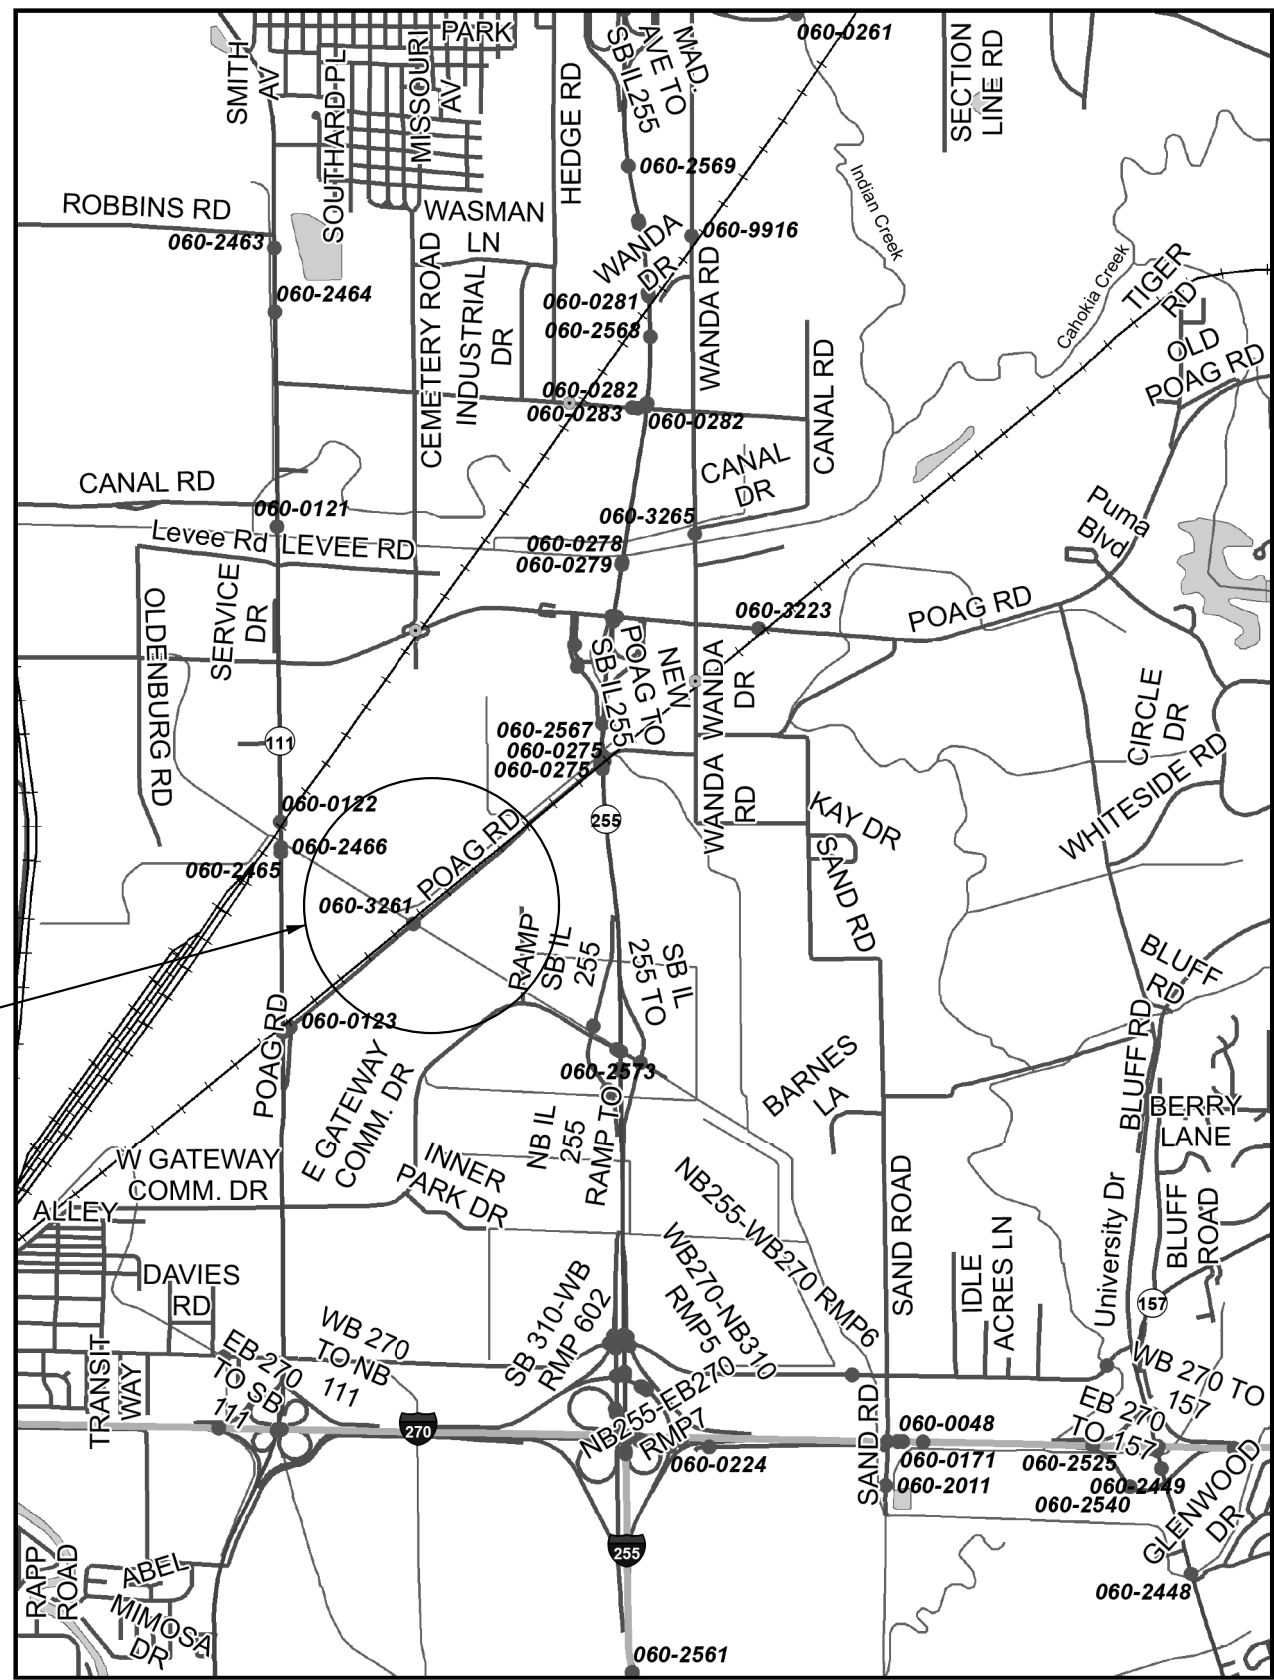 PARK
060-0261
SMITH
AV
SOUTHARD PL
MISSOURI
AV
HEDGE RD
MAD.
AVE TO
SB IL255
SECTION
LINE RD
060-2569
Indian Creek
ROBBINS RD
060-2463
WASMAN
LN
WANDA
DR
060-9916
060-2464
CEMETERY ROAD
INDUSTRIAL
DR
060-0281
060-2568
WANDA RD
Cahokia Creek
TIGER
RD
OLD
POAG RD
060-0282
060-0283
060-0282
CANAL RD
CANAL RD
CANAL
DR
060-0121
060-3265
Puma
Blvd
Levee Rd
LEVEE RD
060-0278
060-0279
OLDENBURG RD
SERVICE
DR
060-3223
POAG RD
POAG TO
SB IL255
NEW
WANDA
DR
CIRCLE
DR
111
060-2567
060-0275
060-0275
WHITESIDE RD
060-0122
255
WANDA
RD
KAY DR
060-2466
060-2465
POAG RD
SAND RD
060-3261
RAMP
SB IL
255
SB IL
255 TO
BLUFF
RD
POAG RD
060-0123
060-2573
BARNES
LA
BLUFF RD
E GATEWAY
COMM. DR
BERRY
LANE
NB IL
255
RAMP TO
INNER
PARK DR
W GATEWAY
COMM. DR
ALLEY
NB255-WB270 RMP6
SAND ROAD
University Dr
BLUFF
ROAD
DAVIES
RD
WB270-NB310
RMP5
IDLE
ACRES LN
SB 310-WB
RMP 602
157
WB 270
TO NB
111
EB 270
TO SB
111
TRANSIT
WAY
WB 270 TO
157
EB 270
TO 157
270
NB255-EB270
RMP7
SAND RD
060-0048
060-0171
060-0224
060-2525
060-2011
060-2449
060-2540
GLENWOOD
DR
255
RAPP
ROAD
ABEL
MIMOSA
DR
060-2448
060-2561